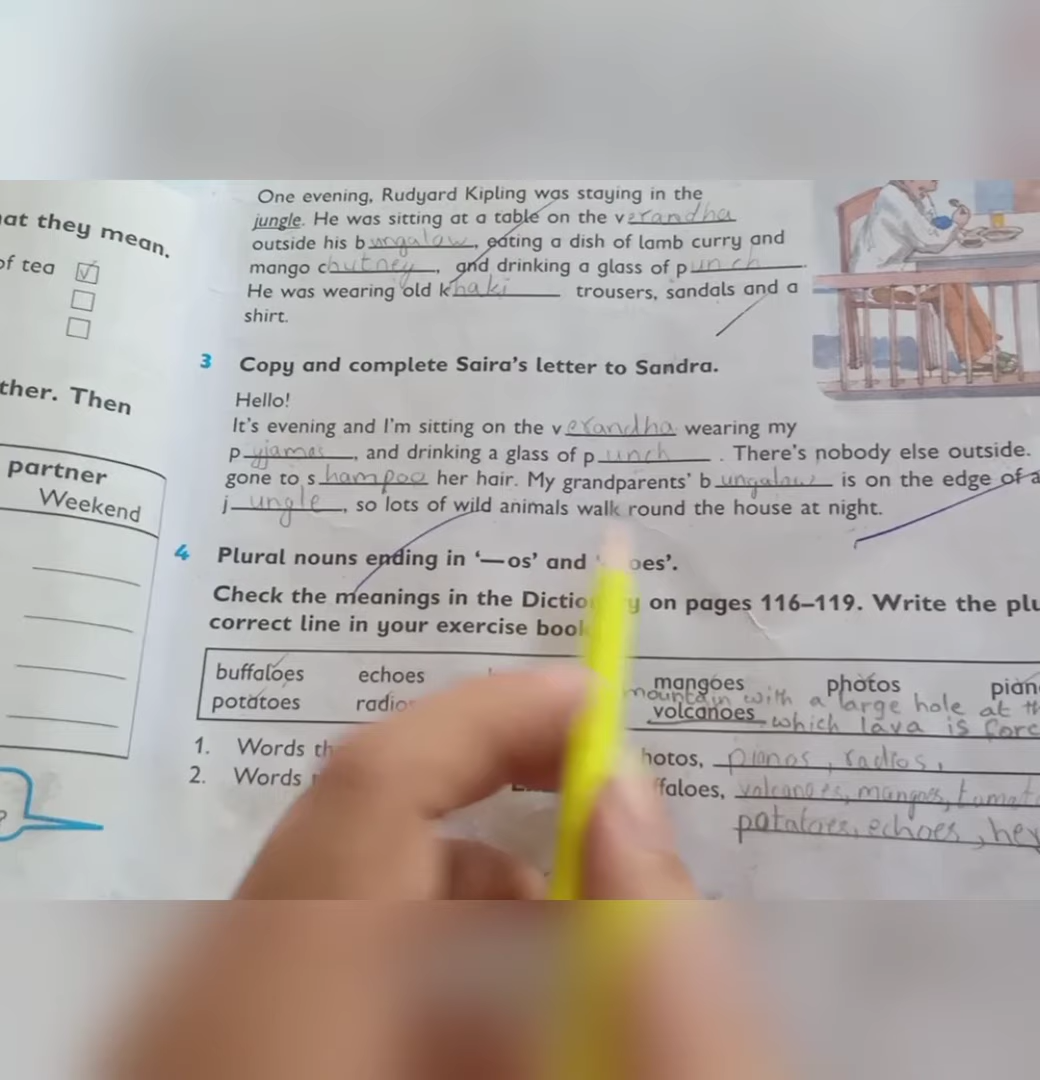 at they mean.
of tea
ther. Then
partner
Weekend
One evening, Rudyard Kipling was staying in the
jungle. He was sitting at a table on the verandha
outside his bungalow, eating a dish of lamb curry and
mango chutney, and drinking a glass of punch
He was wearing old khaki trousers, sandals and a
shirt.
3 Copy and complete Saira's letter to Sandra.
Hello!
It's evening and I'm sitting on the verandha wearing my
pyjames, and drinking a glass of punch. There's nobody else outside.
gone to shampoo her hair. My grandparents' bungalow is on the edge of a
jungle, so lots of wild animals walk round the house at night.
4 Plural nouns ending in '—os' and oes'.
Check the meanings in the Dictio y on pages 116–119. Write the plu
correct line in your exercise book
buffaloes echoes mangoes photos pian
mountain with a large hole at th
potatoes radio volcanoes which lava is forc
1. Words th hotos, pianos, radios,
2. Words ffaloes, volcanoes, mangoes, tumat
potatoes, echoes, her